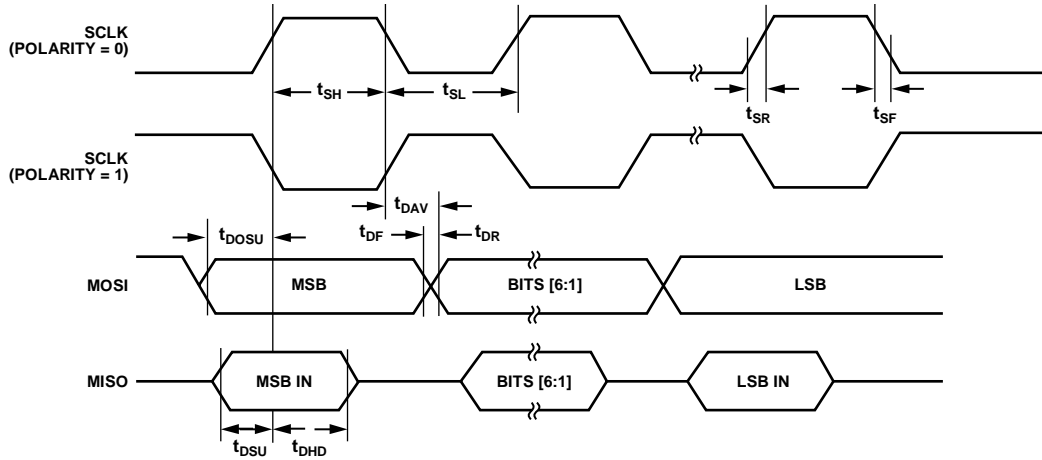 SCLK
(POLARITY = 0)
tSH
tSL
tSR
tSF
SCLK
(POLARITY = 1)
tDAV
tDOSU
tDF
tDR
MOSI
MSB
BITS [6:1]
LSB
MISO
MSB IN
BITS [6:1]
LSB IN
tDSU
tDHD